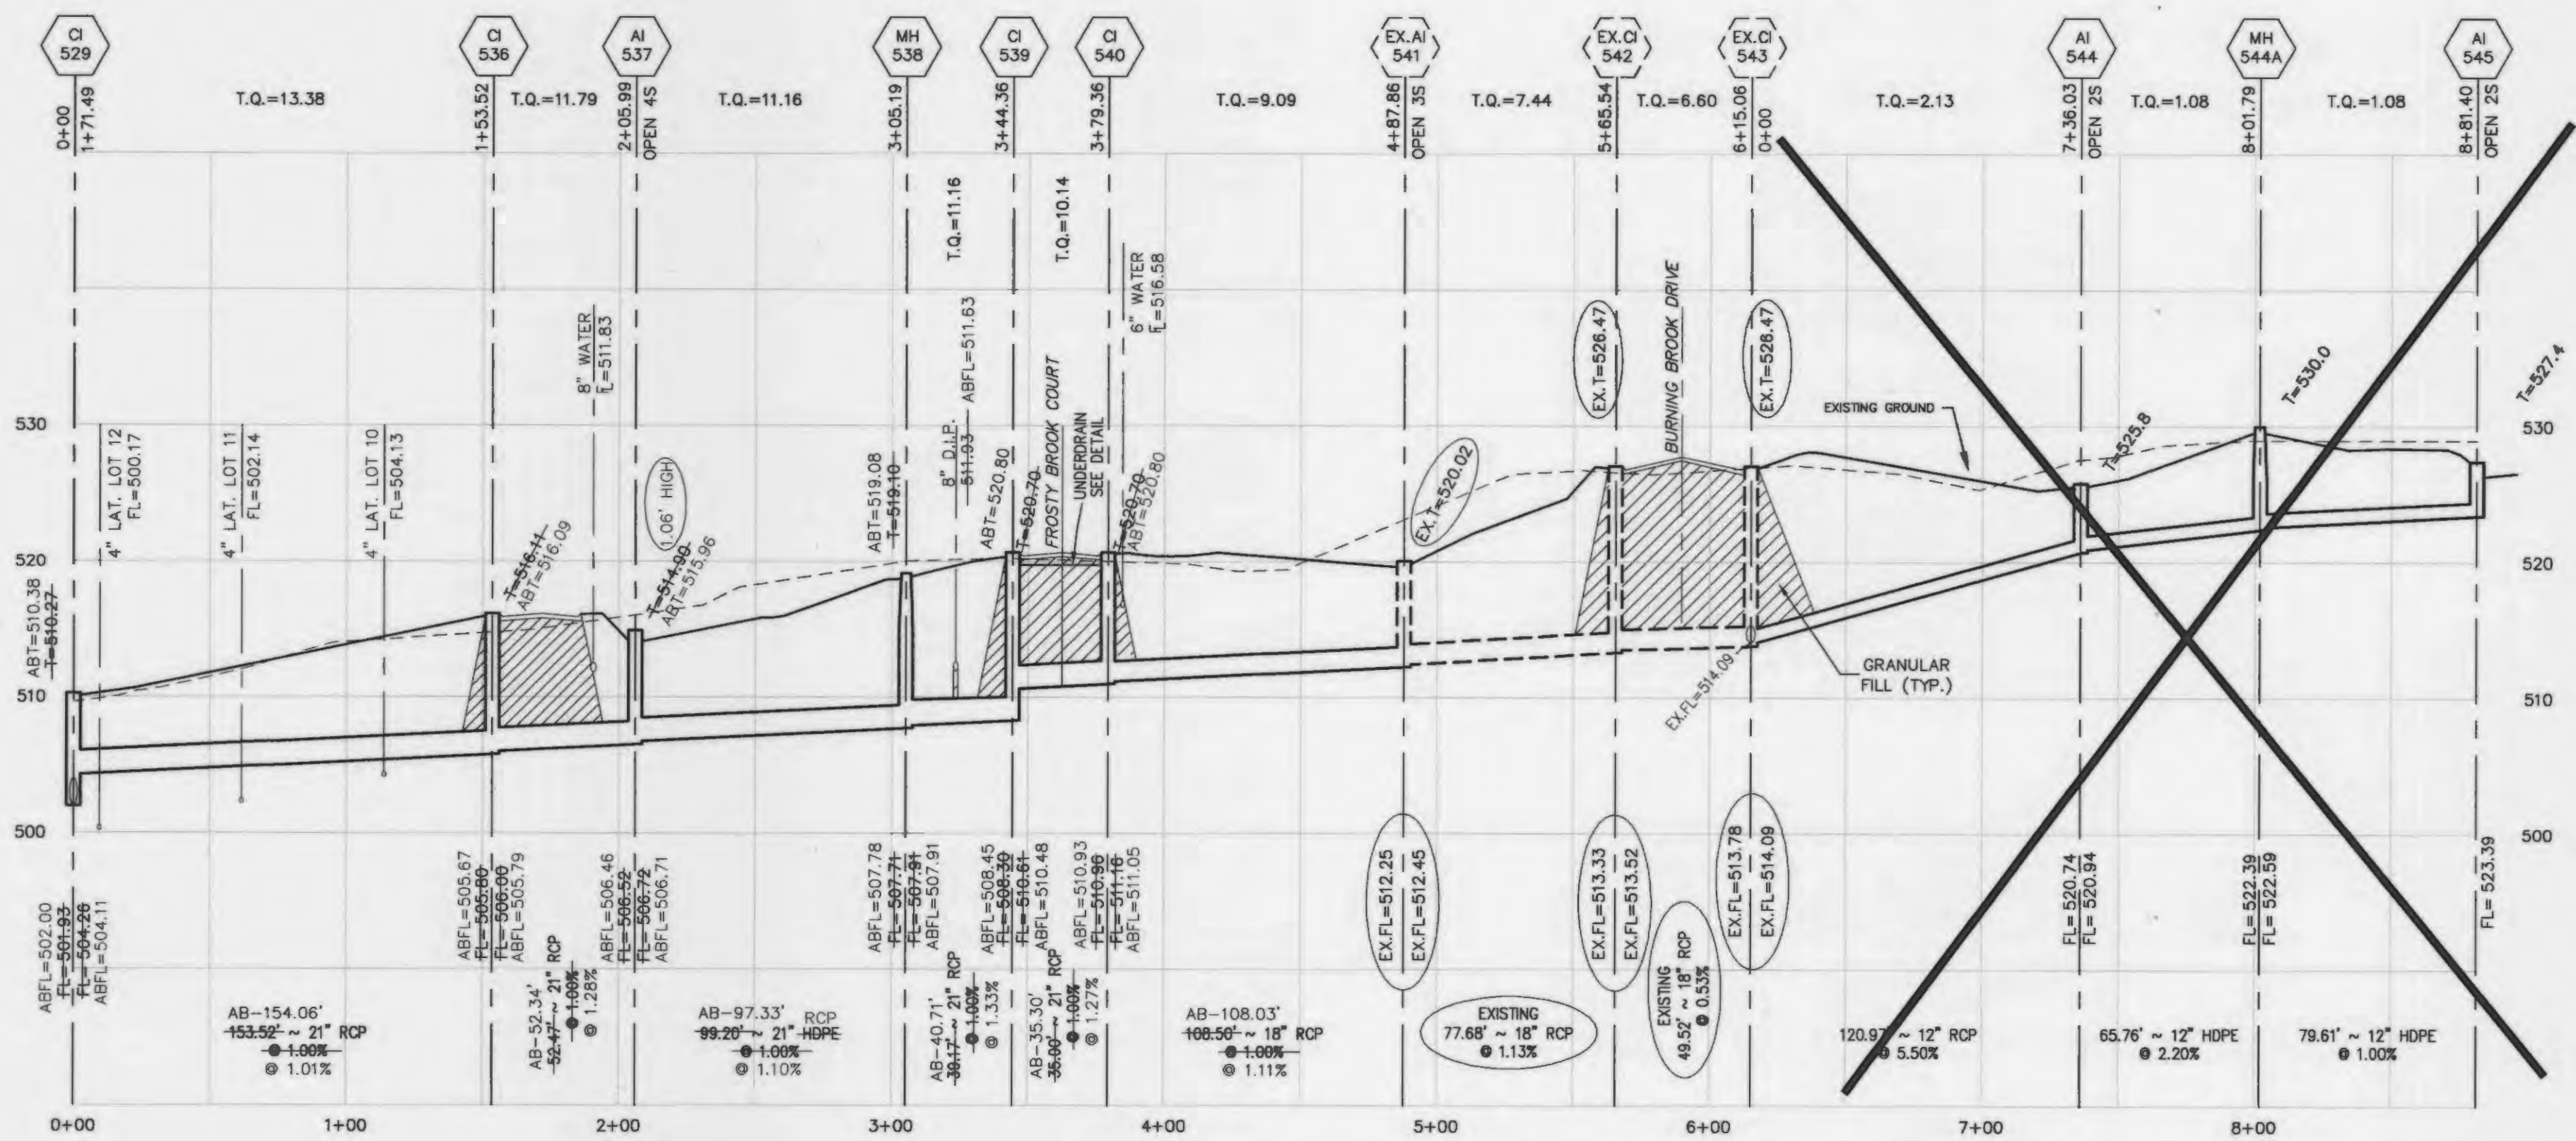 CI
529
CI
536
AI
537
MH
538
CI
539
CI
540
EX.AI
541
EX.CI
542
EX.CI
543
AI
544
MH
544A
AI
545
0+00
1+71.49
T.Q.=13.38
1+53.52
T.Q.=11.79
2+05.99
OPEN 4S
T.Q.=11.16
3+05.19
T.Q.=11.16
3+44.36
T.Q.=10.14
3+79.36
T.Q.=9.09
4+87.86
OPEN 3S
T.Q.=7.44
5+65.54
T.Q.=6.60
6+15.06
0+00
T.Q.=2.13
7+36.03
OPEN 2S
T.Q.=1.08
8+01.79
T.Q.=1.08
8+81.40
OPEN 2S
530
520
510
500
530
520
510
500
ABT=510.38
T=510.27
4" LAT. LOT 12
FL=500.17
4" LAT. LOT 11
FL=502.14
4" LAT. LOT 10
FL=504.13
T=516.11
ABT=516.09
8" WATER
FL=511.83
1.06' HIGH
T=514.90
ABT=515.96
ABT=519.08
T=519.10
8" D.I.P.
511.93
ABFL=511.63
ABT=520.80
T=520.70
FROSTY BROOK COURT
UNDERDRAIN
SEE DETAIL
T=520.70
ABT=520.80
6" WATER
FL=516.58
EX.T=520.02
EX.T=526.47
BURNING BROOK DRIVE
EX.T=526.47
EXISTING GROUND
EX.FL=514.09
GRANULAR
FILL (TYP.)
T=525.8
T=530.0
T=527.4
ABFL=502.00
FL=501.93
FL=504.26
ABFL=504.11
ABFL=505.67
FL=505.80
FL=506.00
ABFL=505.79
ABFL=506.46
FL=506.52
FL=506.72
ABFL=506.71
ABFL=507.78
FL=507.71
FL=507.91
ABFL=507.91
ABFL=508.45
FL=508.30
FL=510.61
ABFL=510.48
ABFL=510.93
FL=510.96
FL=511.16
ABFL=511.05
EX.FL=512.25
EX.FL=512.45
EX.FL=513.33
EX.FL=513.52
EX.FL=513.78
EX.FL=514.09
FL=520.74
FL=520.94
FL=522.39
FL=522.59
FL=523.39
AB-154.06'
153.52' ~ 21" RCP
@ 1.00%
@ 1.01%
AB-52.34'
52.47' ~ 21" RCP
@ 1.00%
@ 1.28%
AB-97.33' RCP
99.20' ~ 21" HDPE
@ 1.00%
@ 1.10%
AB-40.71'
39.17' ~ 21" RCP
@ 1.00%
@ 1.33%
AB-35.30'
35.00' ~ 21" RCP
@ 1.00%
@ 1.27%
AB-108.03'
108.50' ~ 18" RCP
@ 1.00%
@ 1.11%
EXISTING
77.68' ~ 18" RCP
@ 1.13%
EXISTING
49.52' ~ 18" RCP
@ 0.53%
120.97' ~ 12" RCP
@ 5.50%
65.76' ~ 12" HDPE
@ 2.20%
79.61' ~ 12" HDPE
@ 1.00%
0+00
1+00
2+00
3+00
4+00
5+00
6+00
7+00
8+00